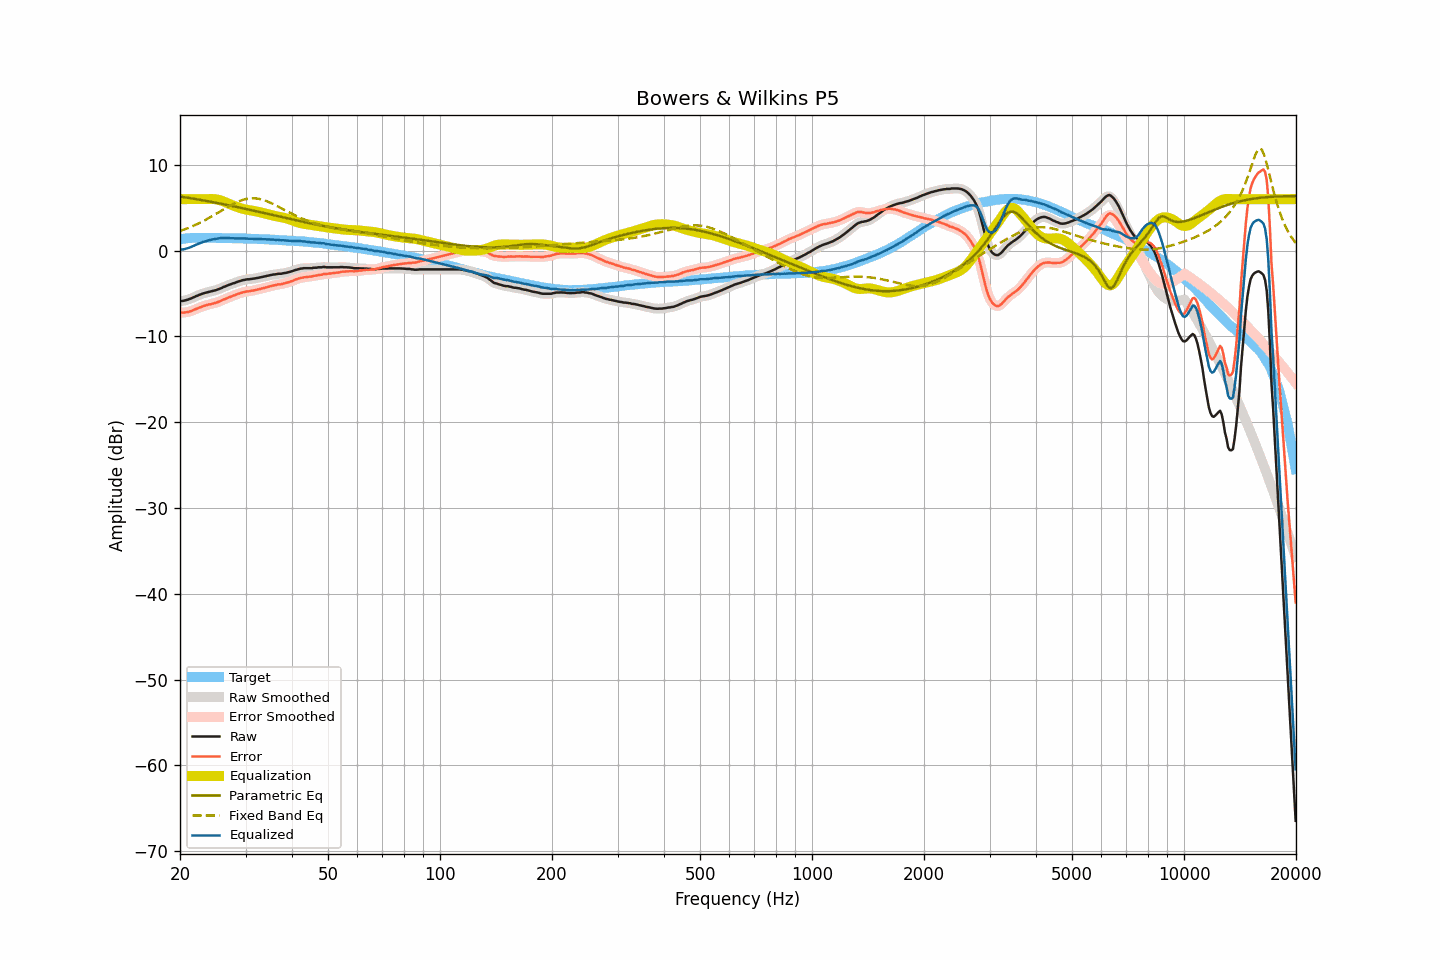 Bowers & Wilkins P5
Amplitude (dBr)
10
0
−10
−20
−30
−40
−50
−60
−70
Target
Raw Smoothed
Error Smoothed
Raw
Error
Equalization
Parametric Eq
Fixed Band Eq
Equalized
20 50 100 200 500 1000 2000 5000 10000 20000
Frequency (Hz)